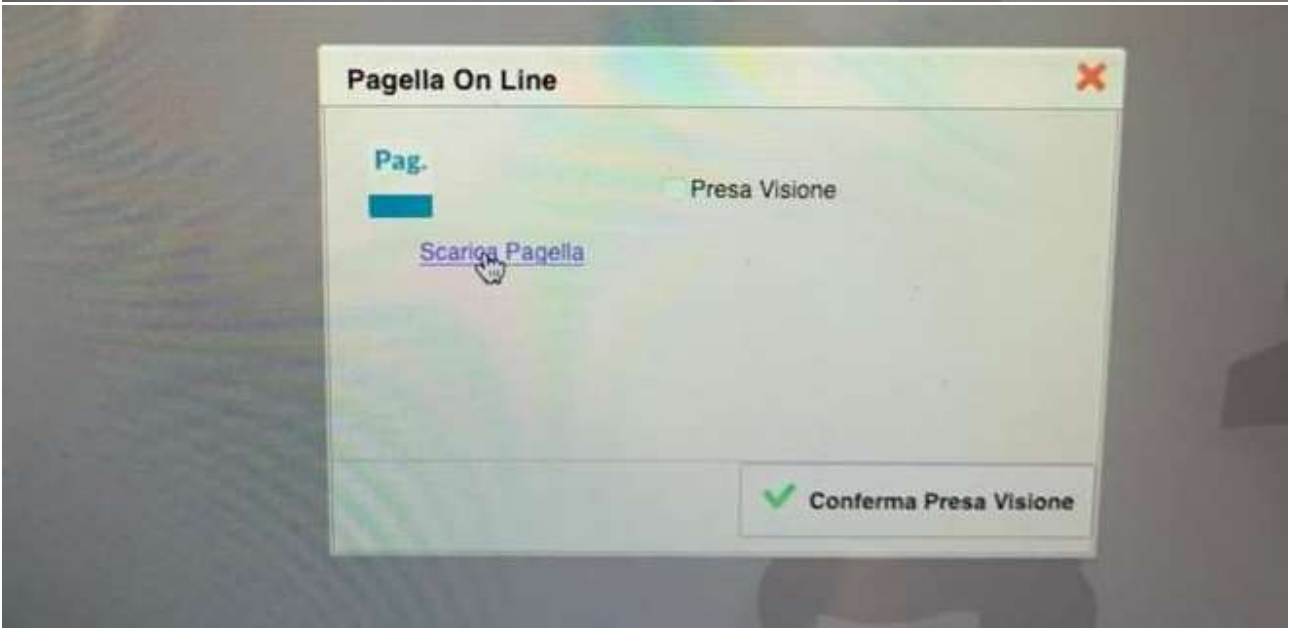 Pagella On Line
Pag.
Presa Visione
Scarica Pagella
Conferma Presa Visione